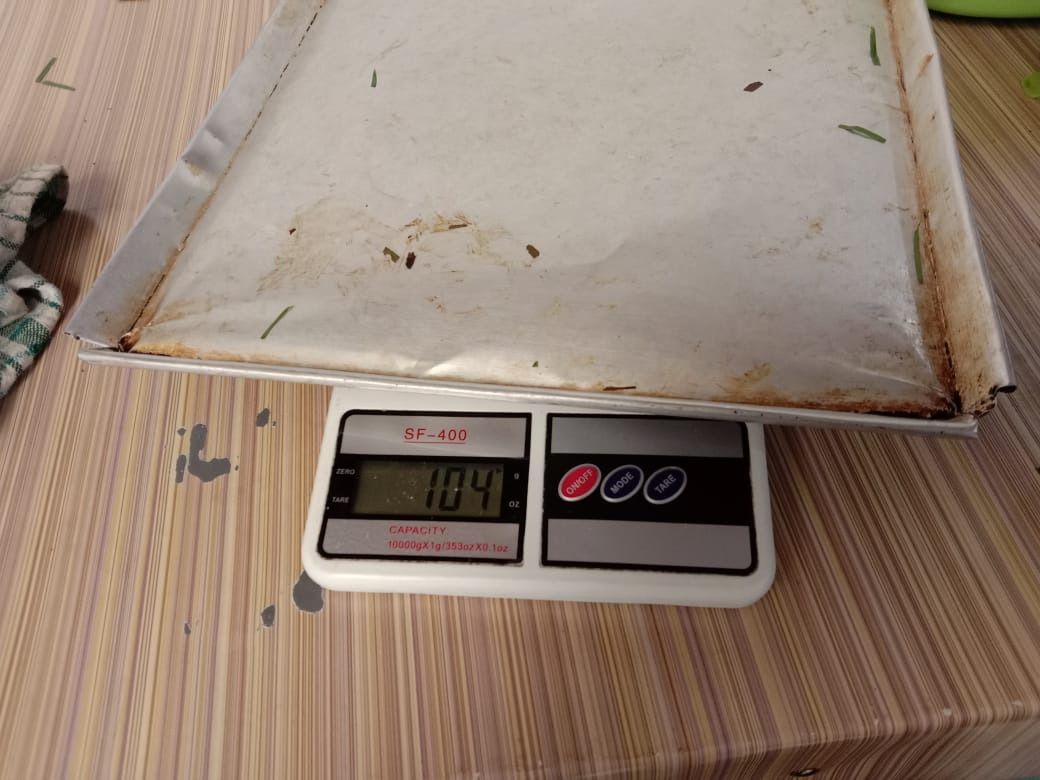 SF-400
ZERO
104
g
TARE
OZ
CAPACITY
10000gX1g/353ozX0.1oz
ON/OFF
MODE
TARE